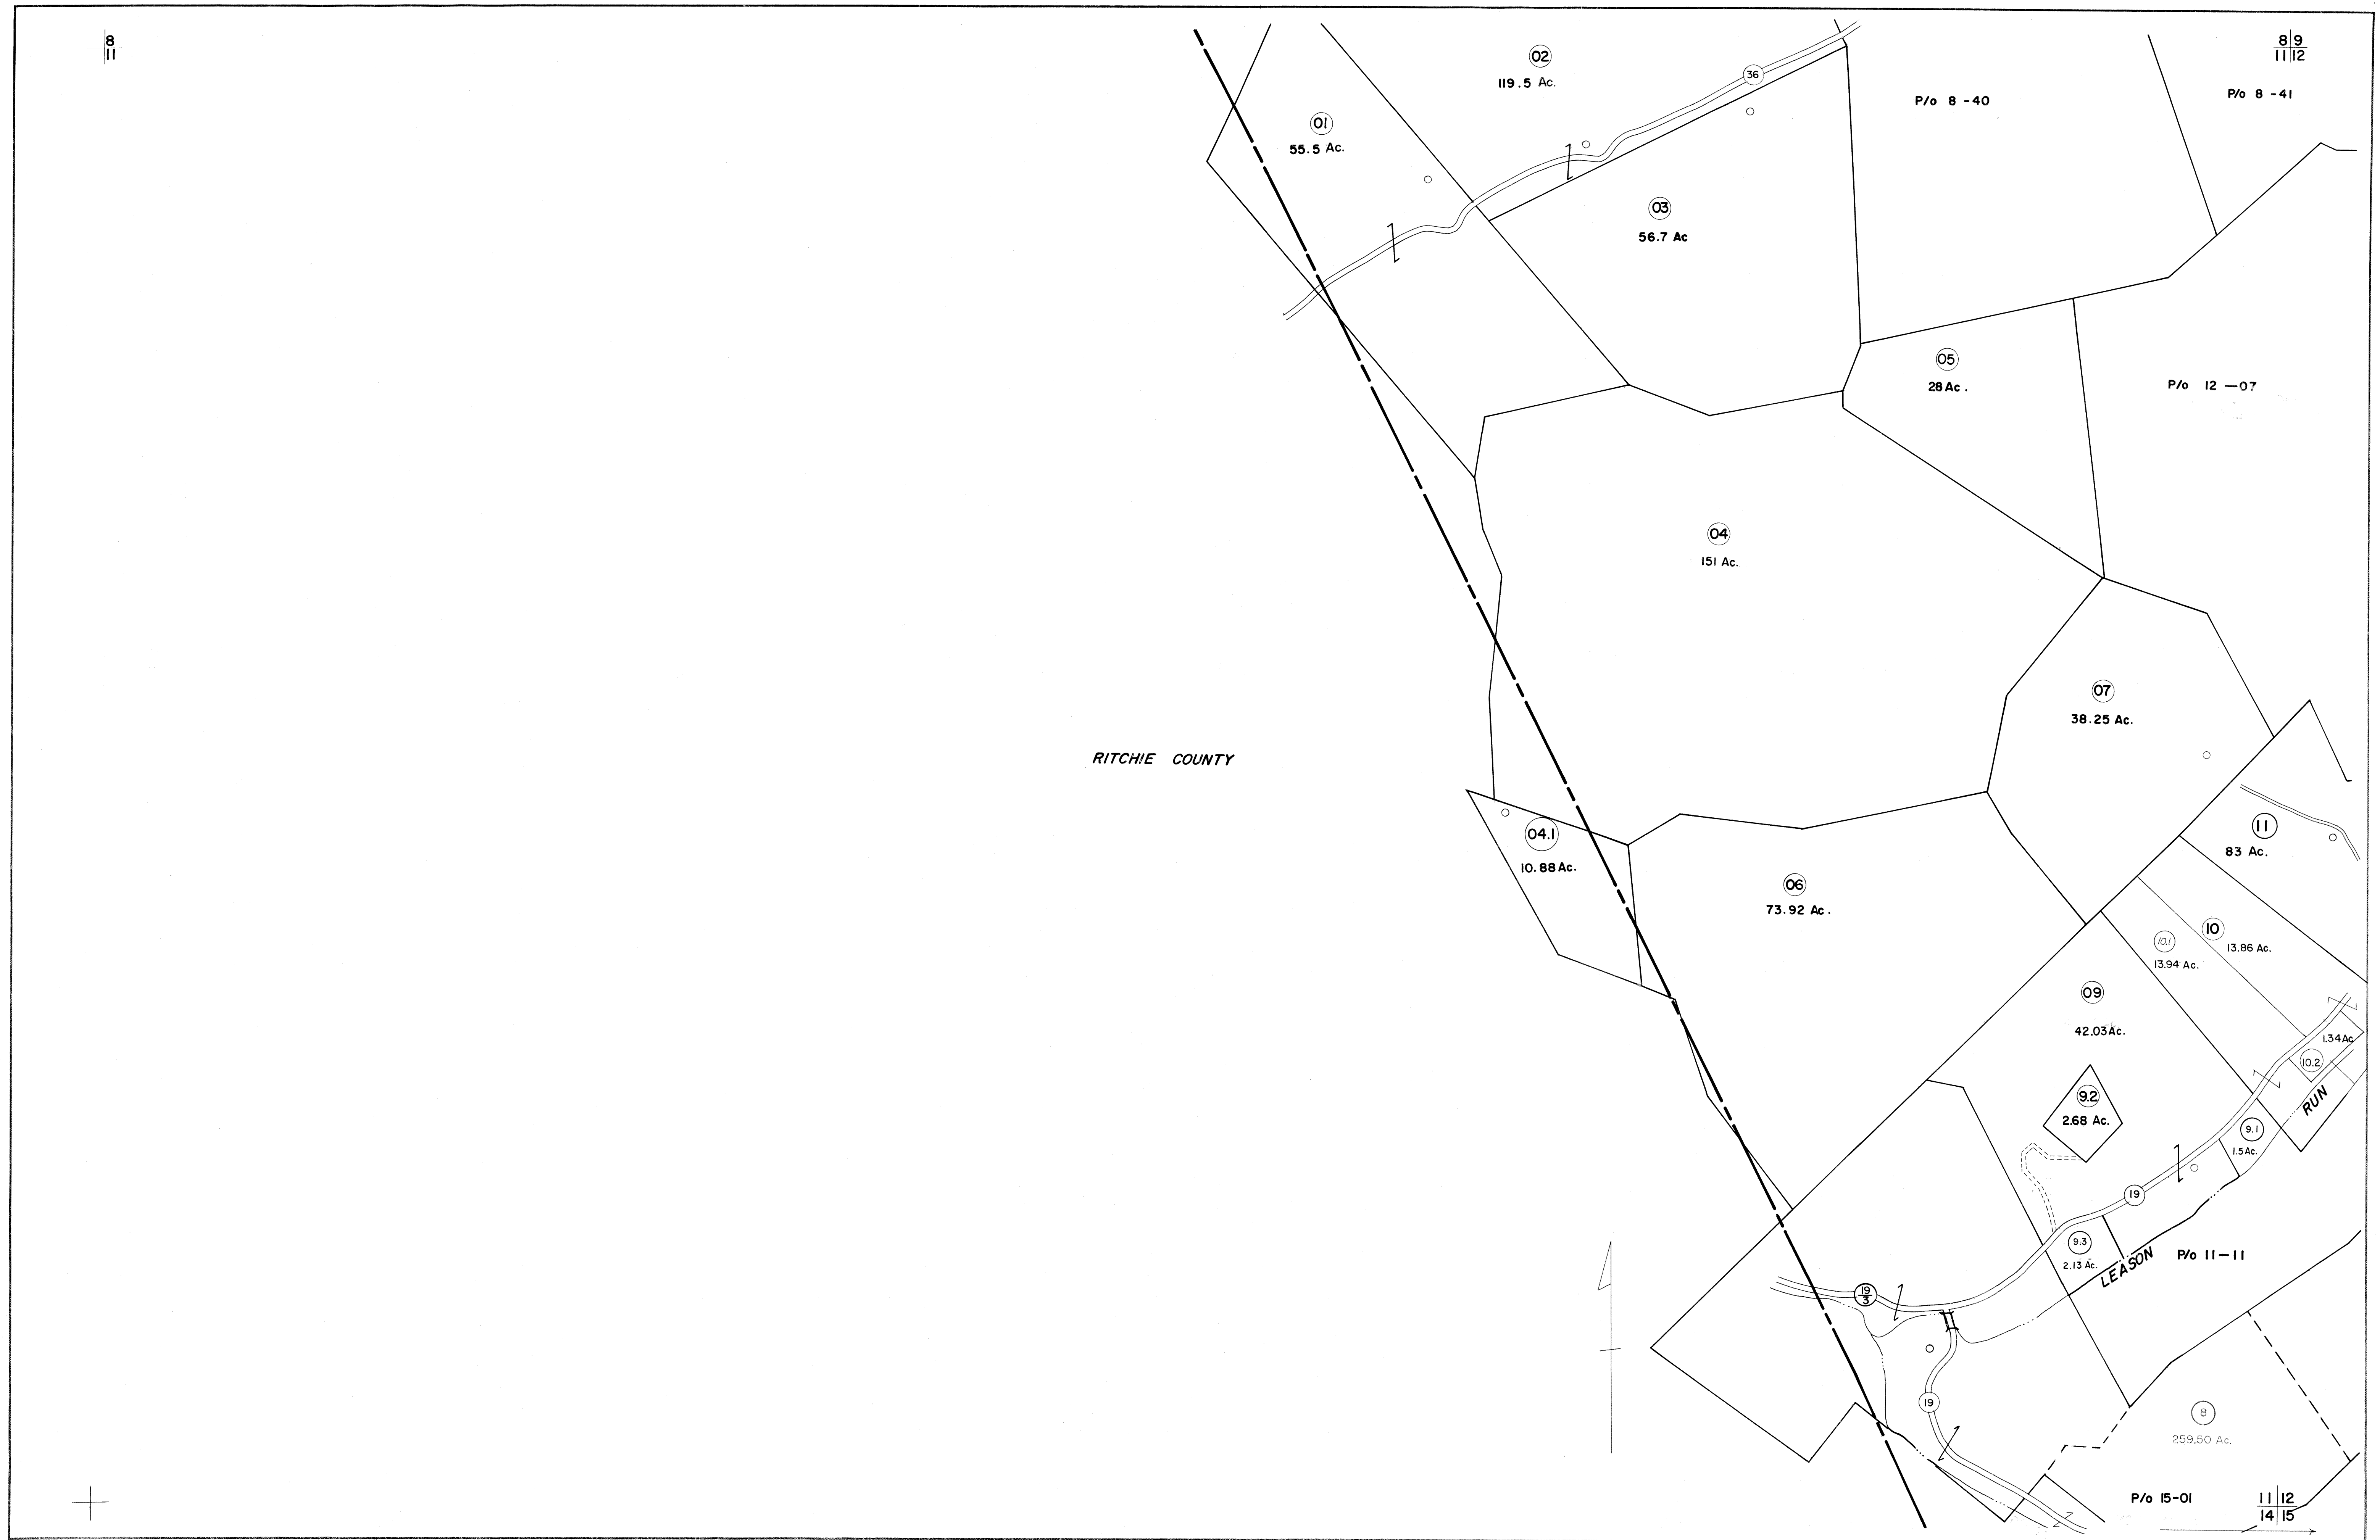 8
11
02
119.5 Ac.
36
P/o 8 - 40
8 9
11 12
P/o 8 - 41
01
55.5 Ac.
03
56.7 Ac
05
28 Ac.
P/o 12 — 07
04
151 Ac.
07
38.25 Ac.
RITCHIE COUNTY
04.1
10.88 Ac.
11
83 Ac.
06
73.92 Ac.
10
13.86 Ac.
10.1
13.94 Ac.
09
42.03 Ac.
1.34 Ac
10.2
RUN
9.2
2.68 Ac.
9.1
1.5 Ac.
19
9.3
2.13 Ac.
LEASON
P/o 11 — 11
19
3
19
8
259.50 Ac.
P/o 15-01
11 12
14 15